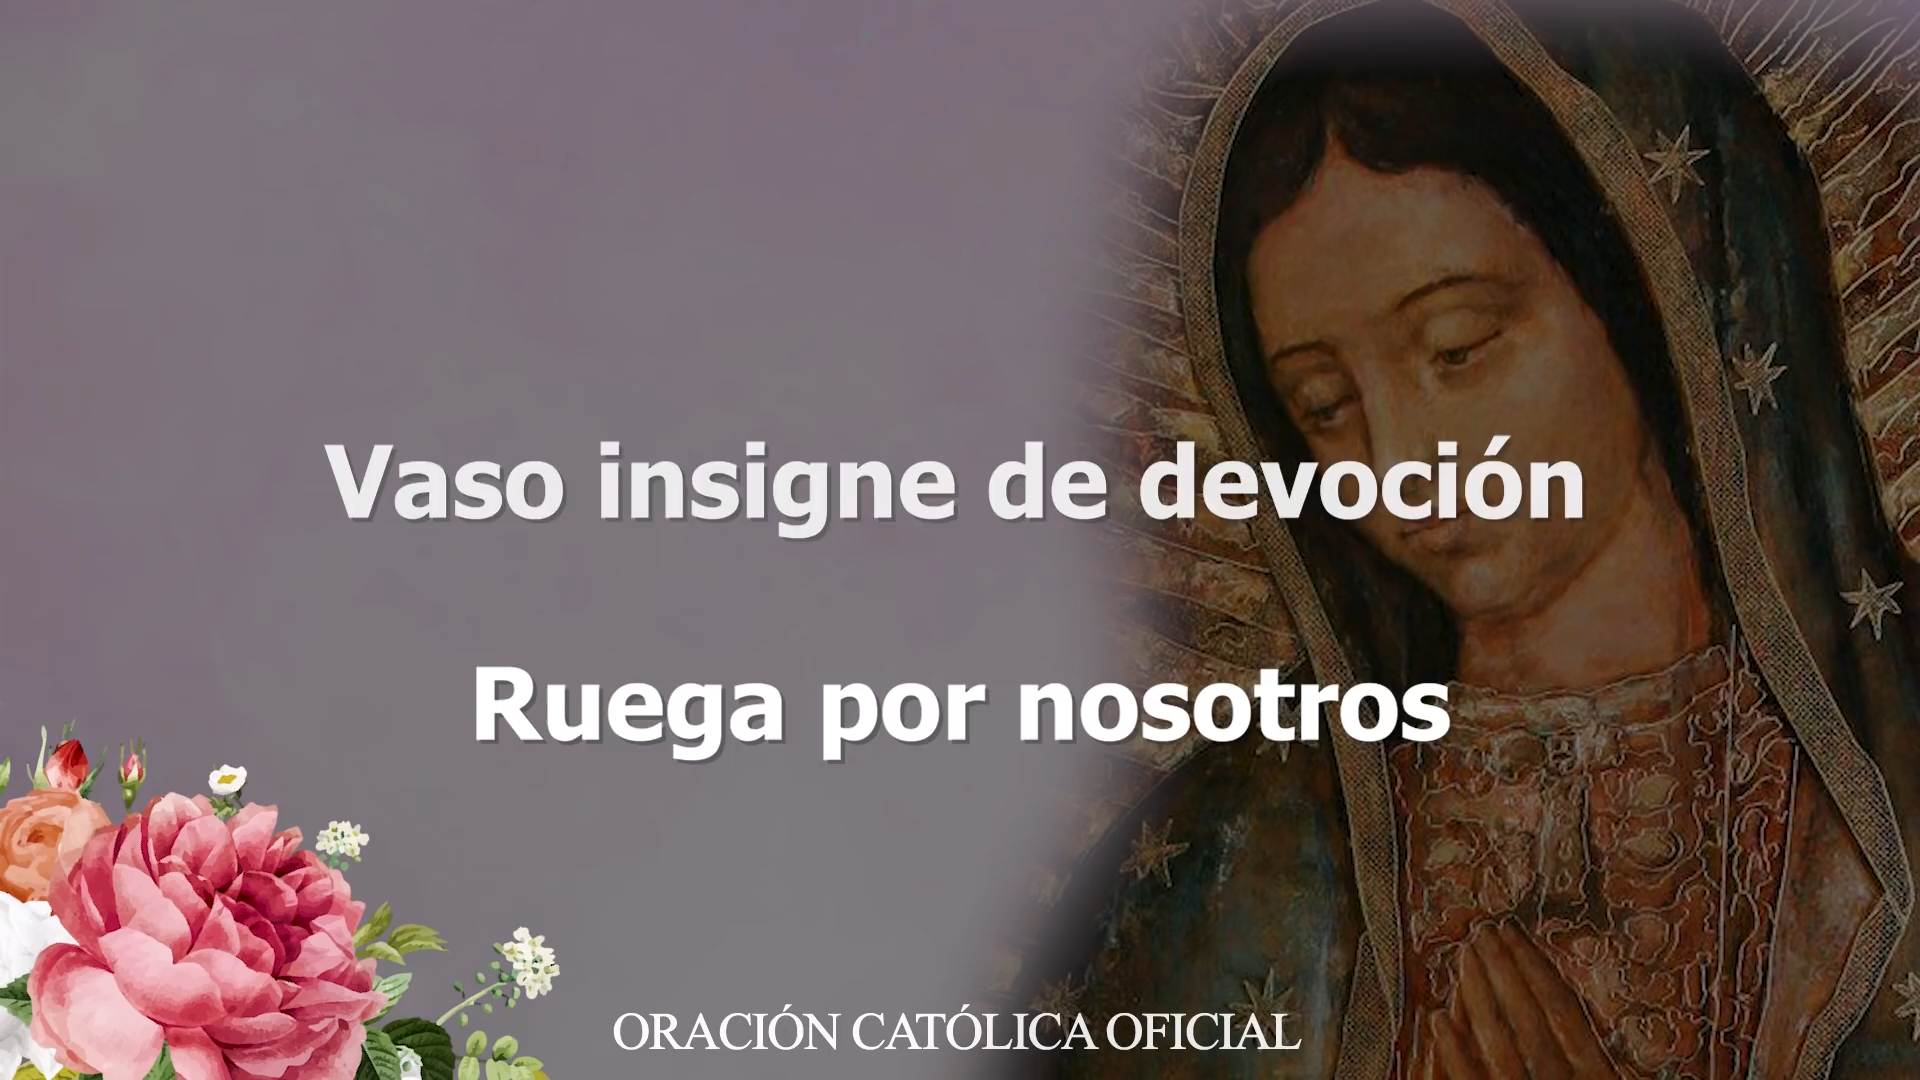 Vaso insigne de devoción
Ruega por nosotros
ORACIÓN CATÓLICA OFICIAL